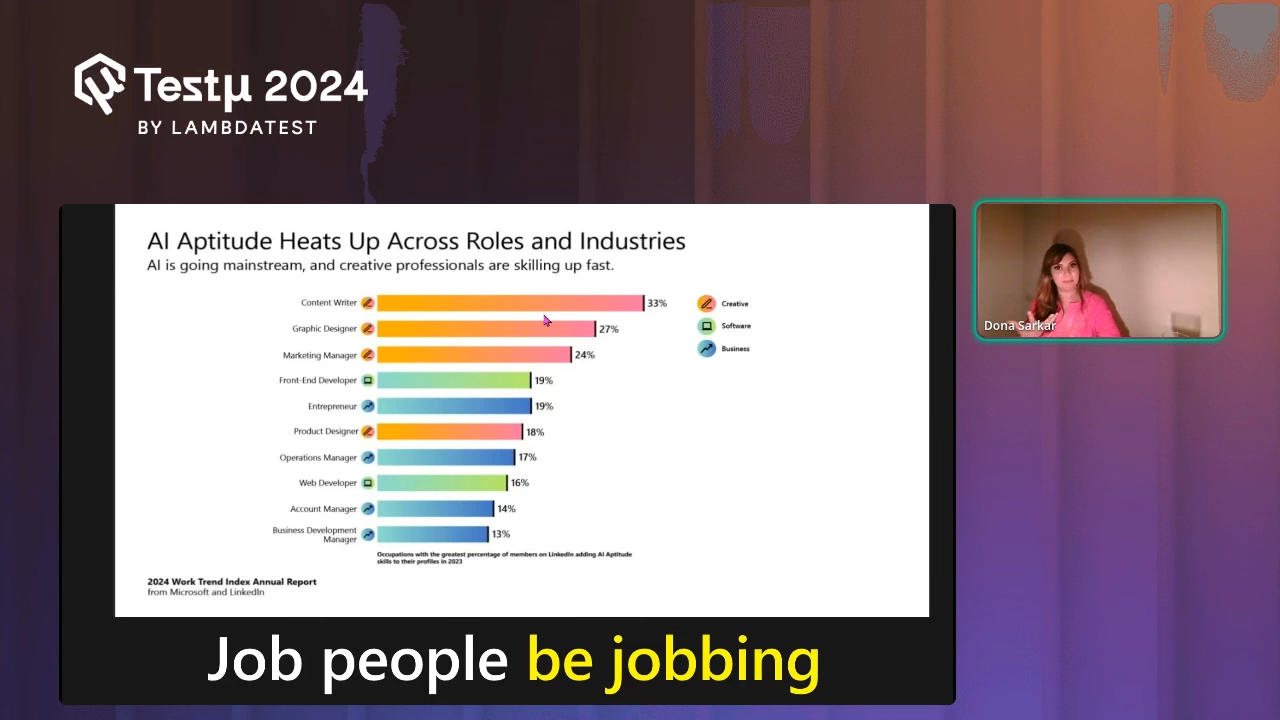 Testμ 2024
BY LAMBDATEST
AI Aptitude Heats Up Across Roles and Industries
AI is going mainstream, and creative professionals are skilling up fast.
Content Writer 33%
Graphic Designer 27%
Marketing Manager 24%
Front-End Developer 19%
Entrepreneur 19%
Product Designer 18%
Operations Manager 17%
Web Developer 16%
Account Manager 14%
Business Development
Manager 13%
Creative
Software
Business
Occupations with the greatest percentage of members on LinkedIn adding AI Aptitude
skills to their profiles in 2023
2024 Work Trend Index Annual Report
from Microsoft and LinkedIn
Dona Sarkar
Job people be jobbing